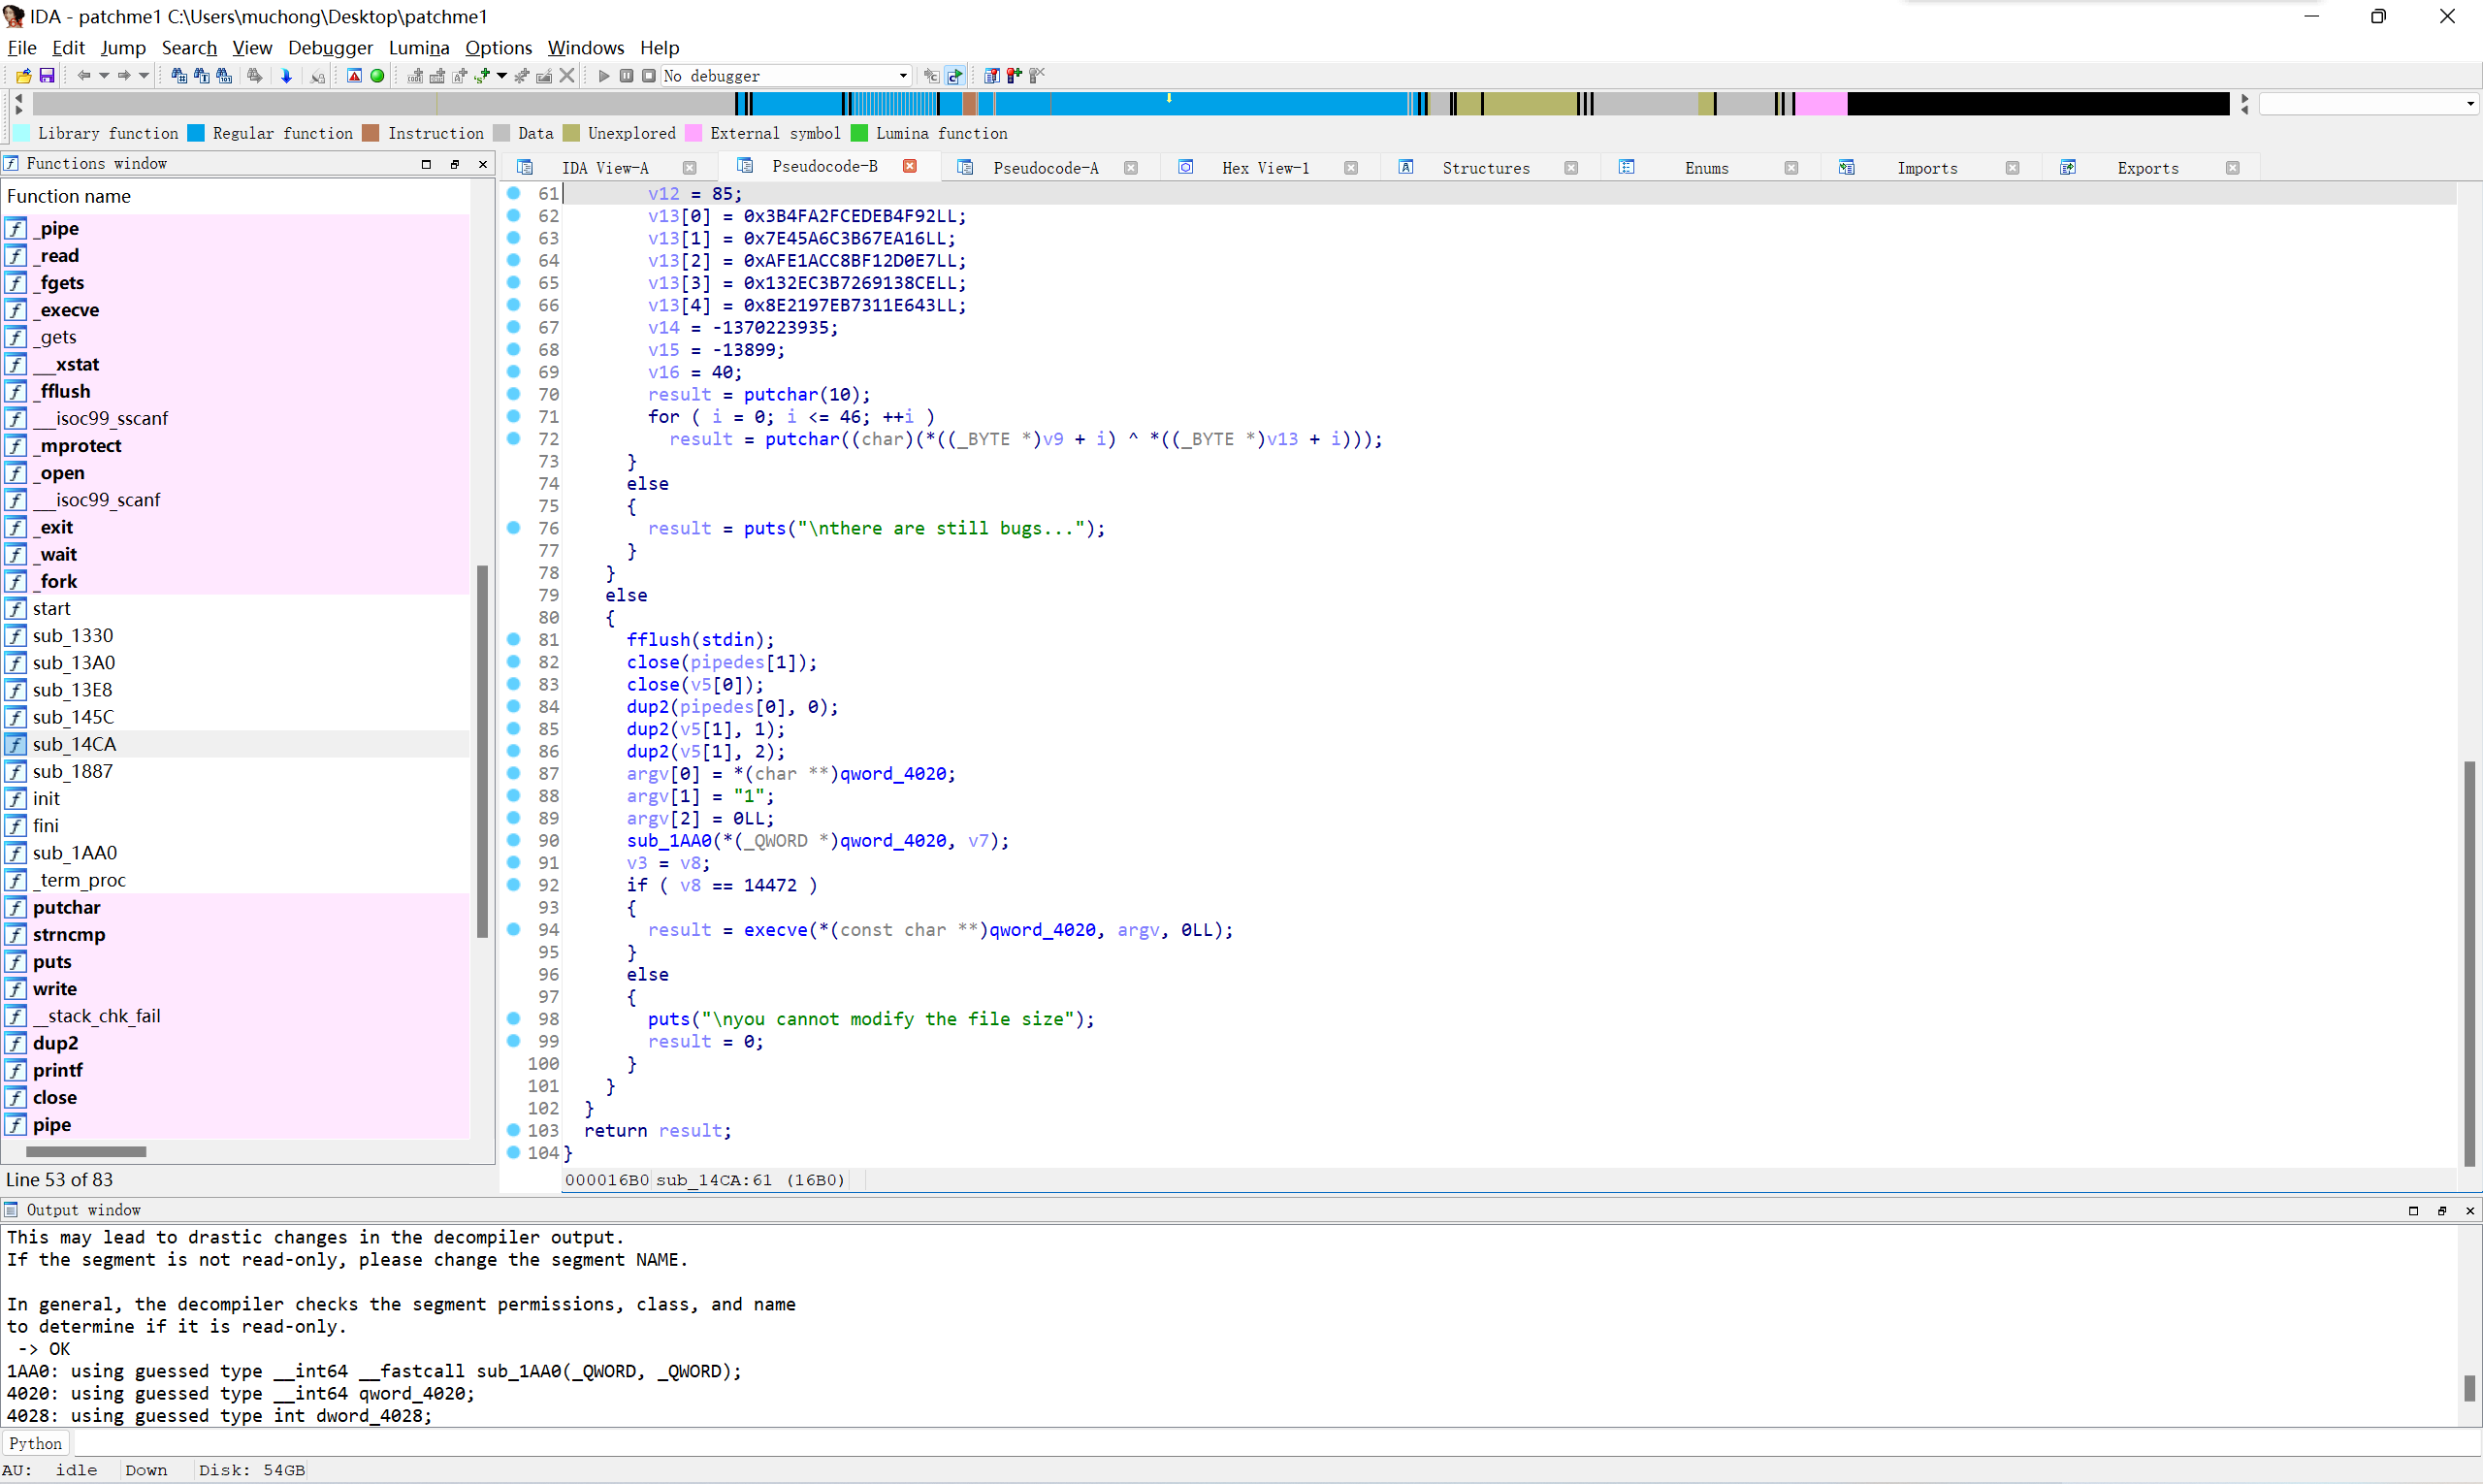 IDA - patchme1 C:\Users\muchong\Desktop\patchme1
File Edit Jump Search View Debugger Lumina Options Windows Help
No debugger
Library function Regular function Instruction Data Unexplored External symbol Lumina function
Functions window
IDA View-A Pseudocode-B Pseudocode-A Hex View-1 Structures Enums Imports Exports
Function name
_pipe
_read
_fgets
_execve
_gets
___xstat
_fflush
___isoc99_sscanf
_mprotect
_open
___isoc99_scanf
_exit
_wait
_fork
start
sub_1330
sub_13A0
sub_13E8
sub_145C
sub_14CA
sub_1887
init
fini
sub_1AA0
_term_proc
putchar
strncmp
puts
write
__stack_chk_fail
dup2
printf
close
pipe
Line 53 of 83
61 v12 = 85;
62 v13[0] = 0x3B4FA2FCEDEB4F92LL;
63 v13[1] = 0x7E45A6C3B67EA16LL;
64 v13[2] = 0xAFE1ACC8BF12D0E7LL;
65 v13[3] = 0x132EC3B7269138CELL;
66 v13[4] = 0x8E2197EB7311E643LL;
67 v14 = -1370223935;
68 v15 = -13899;
69 v16 = 40;
70 result = putchar(10);
71 for ( i = 0; i <= 46; ++i )
72 result = putchar((char)(*((_BYTE *)v9 + i) ^ *((_BYTE *)v13 + i)));
73 }
74 else
75 {
76 result = puts("\nthere are still bugs...");
77 }
78 }
79 else
80 {
81 fflush(stdin);
82 close(pipedes[1]);
83 close(v5[0]);
84 dup2(pipedes[0], 0);
85 dup2(v5[1], 1);
86 dup2(v5[1], 2);
87 argv[0] = *(char **)qword_4020;
88 argv[1] = "1";
89 argv[2] = 0LL;
90 sub_1AA0(*(_QWORD *)qword_4020, v7);
91 v3 = v8;
92 if ( v8 == 14472 )
93 {
94 result = execve(*(const char **)qword_4020, argv, 0LL);
95 }
96 else
97 {
98 puts("\nyou cannot modify the file size");
99 result = 0;
100 }
101 }
102 }
103 return result;
104 }
000016B0 sub_14CA:61 (16B0)
Output window
This may lead to drastic changes in the decompiler output.
If the segment is not read-only, please change the segment NAME.
In general, the decompiler checks the segment permissions, class, and name
to determine if it is read-only.
-> OK
1AA0: using guessed type __int64 __fastcall sub_1AA0(_QWORD, _QWORD);
4020: using guessed type __int64 qword_4020;
4028: using guessed type int dword_4028;
Python
AU: idle Down Disk: 54GB